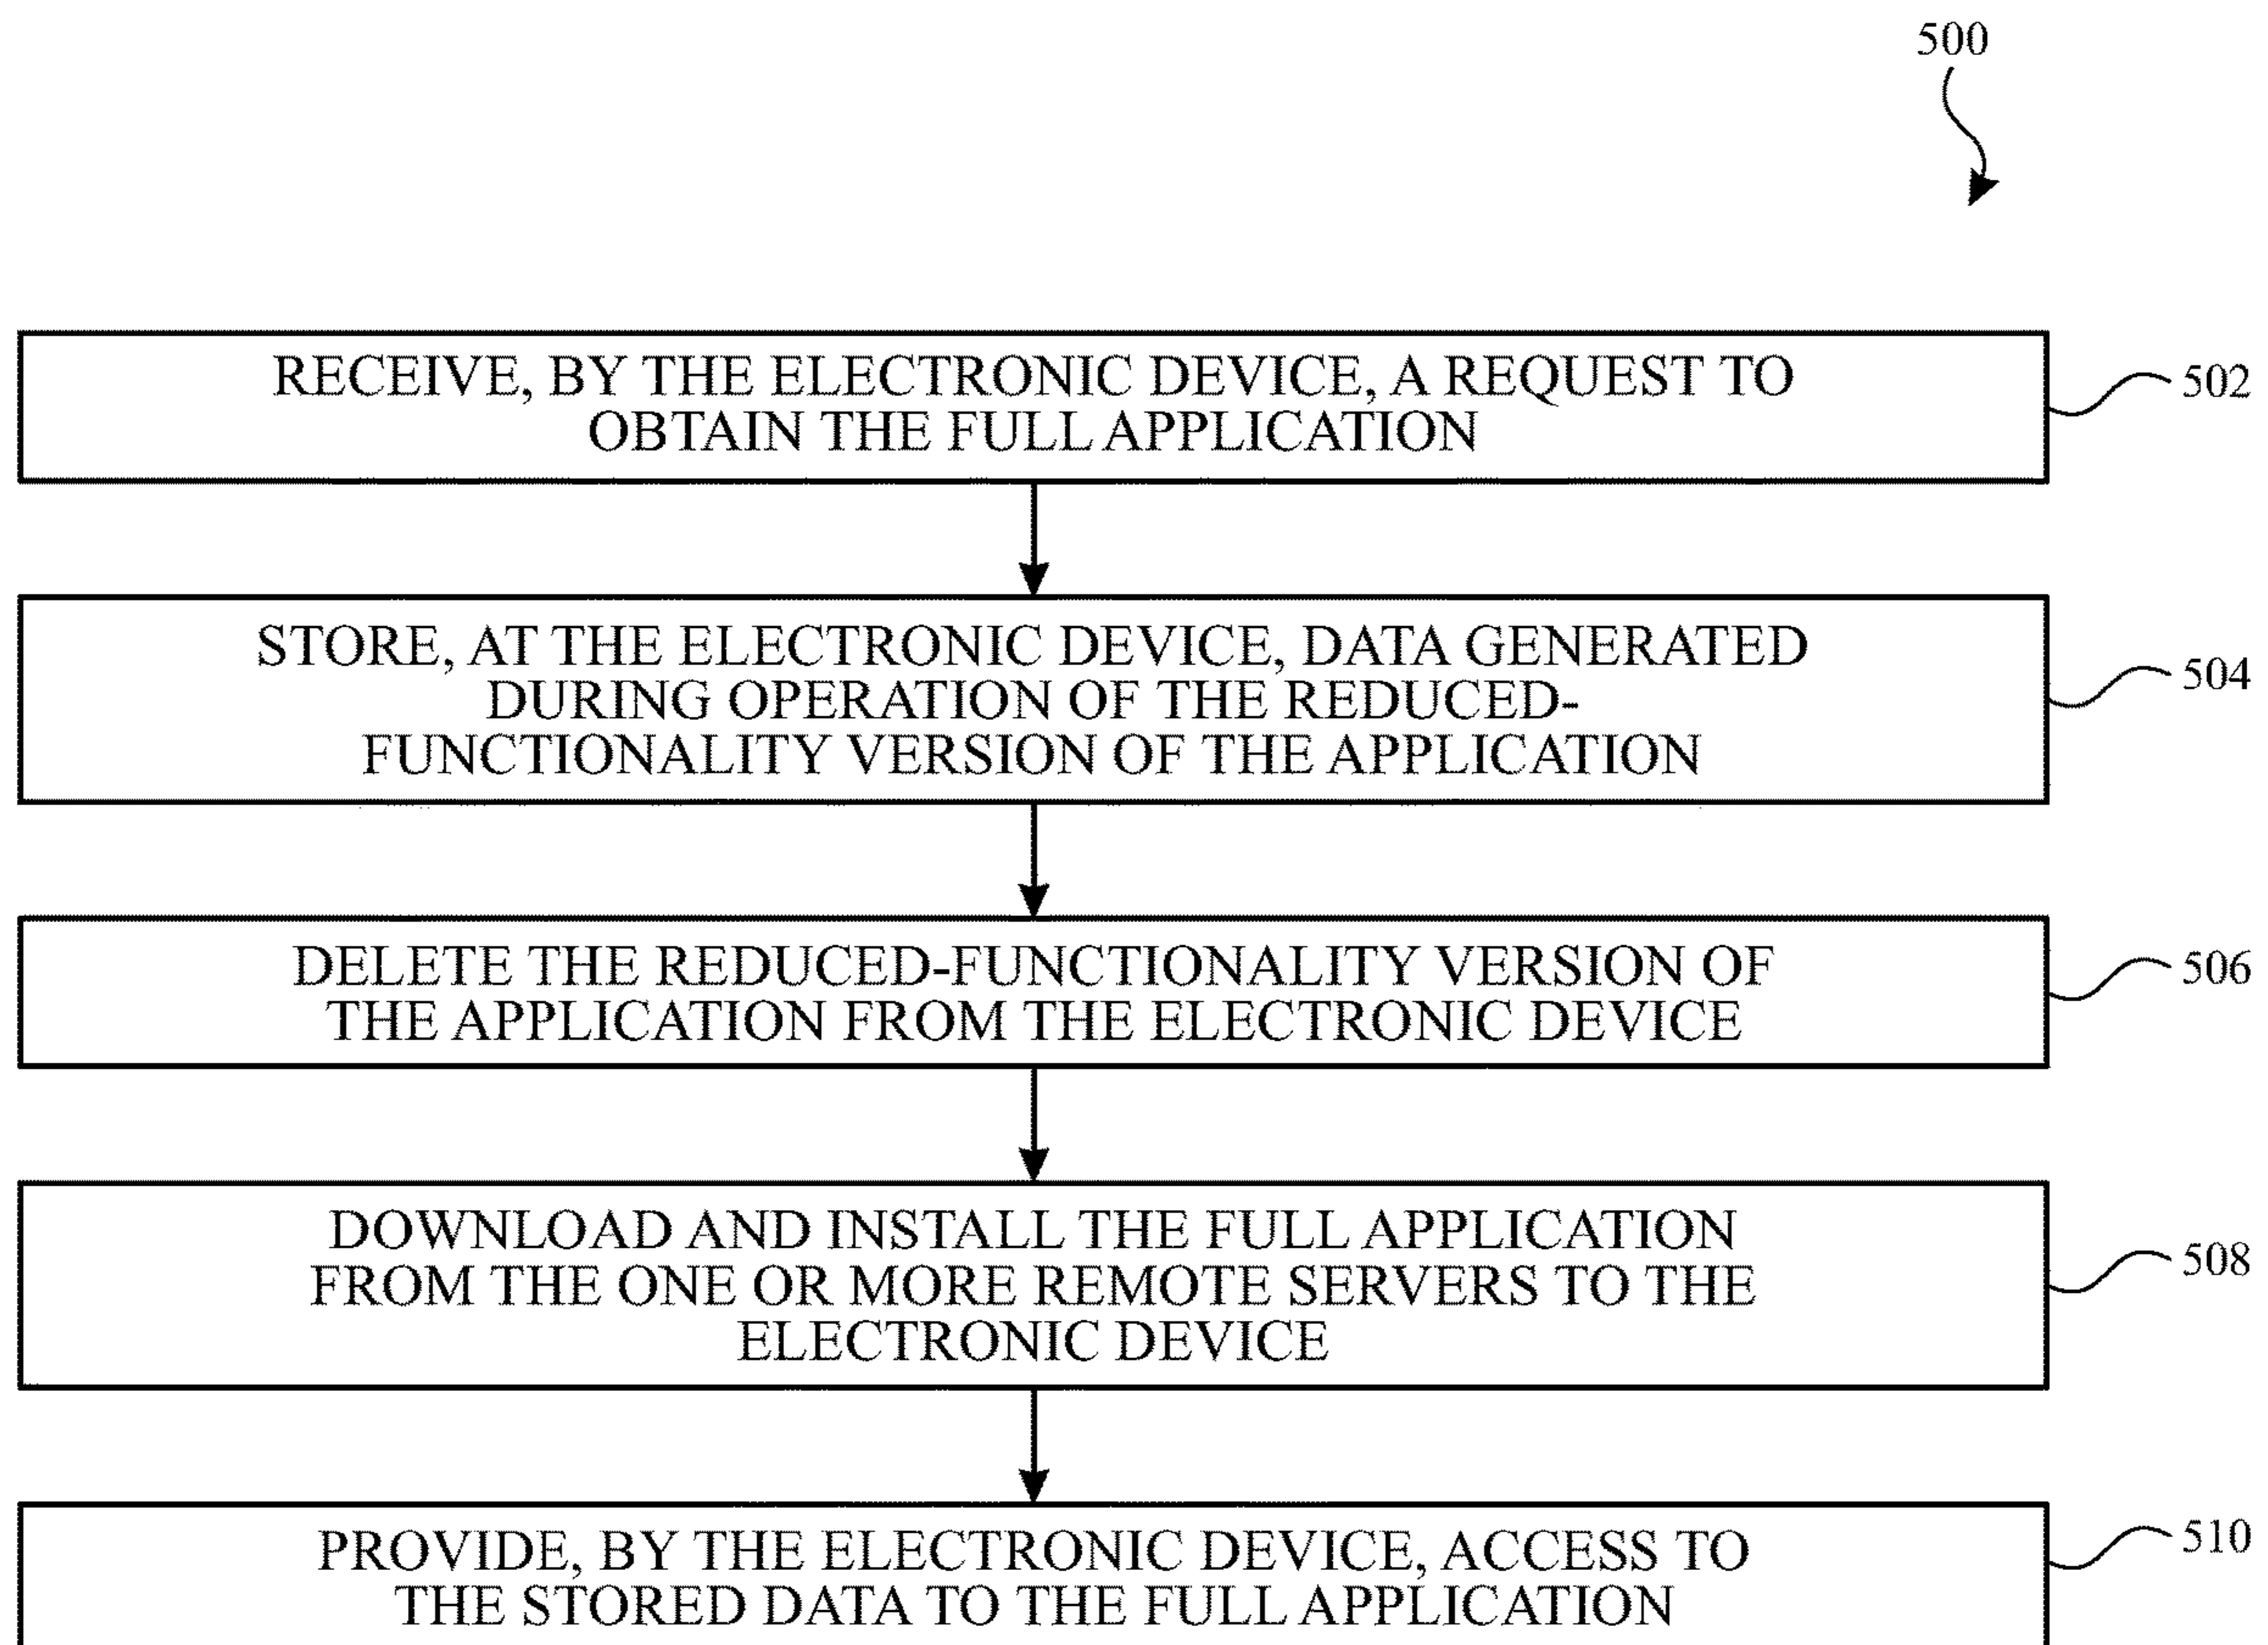 500
RECEIVE, BY THE ELECTRONIC DEVICE, A REQUEST TO
OBTAIN THE FULL APPLICATION
502
STORE, AT THE ELECTRONIC DEVICE, DATA GENERATED
DURING OPERATION OF THE REDUCED-
FUNCTIONALITY VERSION OF THE APPLICATION
504
DELETE THE REDUCED-FUNCTIONALITY VERSION OF
THE APPLICATION FROM THE ELECTRONIC DEVICE
506
DOWNLOAD AND INSTALL THE FULL APPLICATION
FROM THE ONE OR MORE REMOTE SERVERS TO THE
ELECTRONIC DEVICE
508
PROVIDE, BY THE ELECTRONIC DEVICE, ACCESS TO
THE STORED DATA TO THE FULL APPLICATION
510